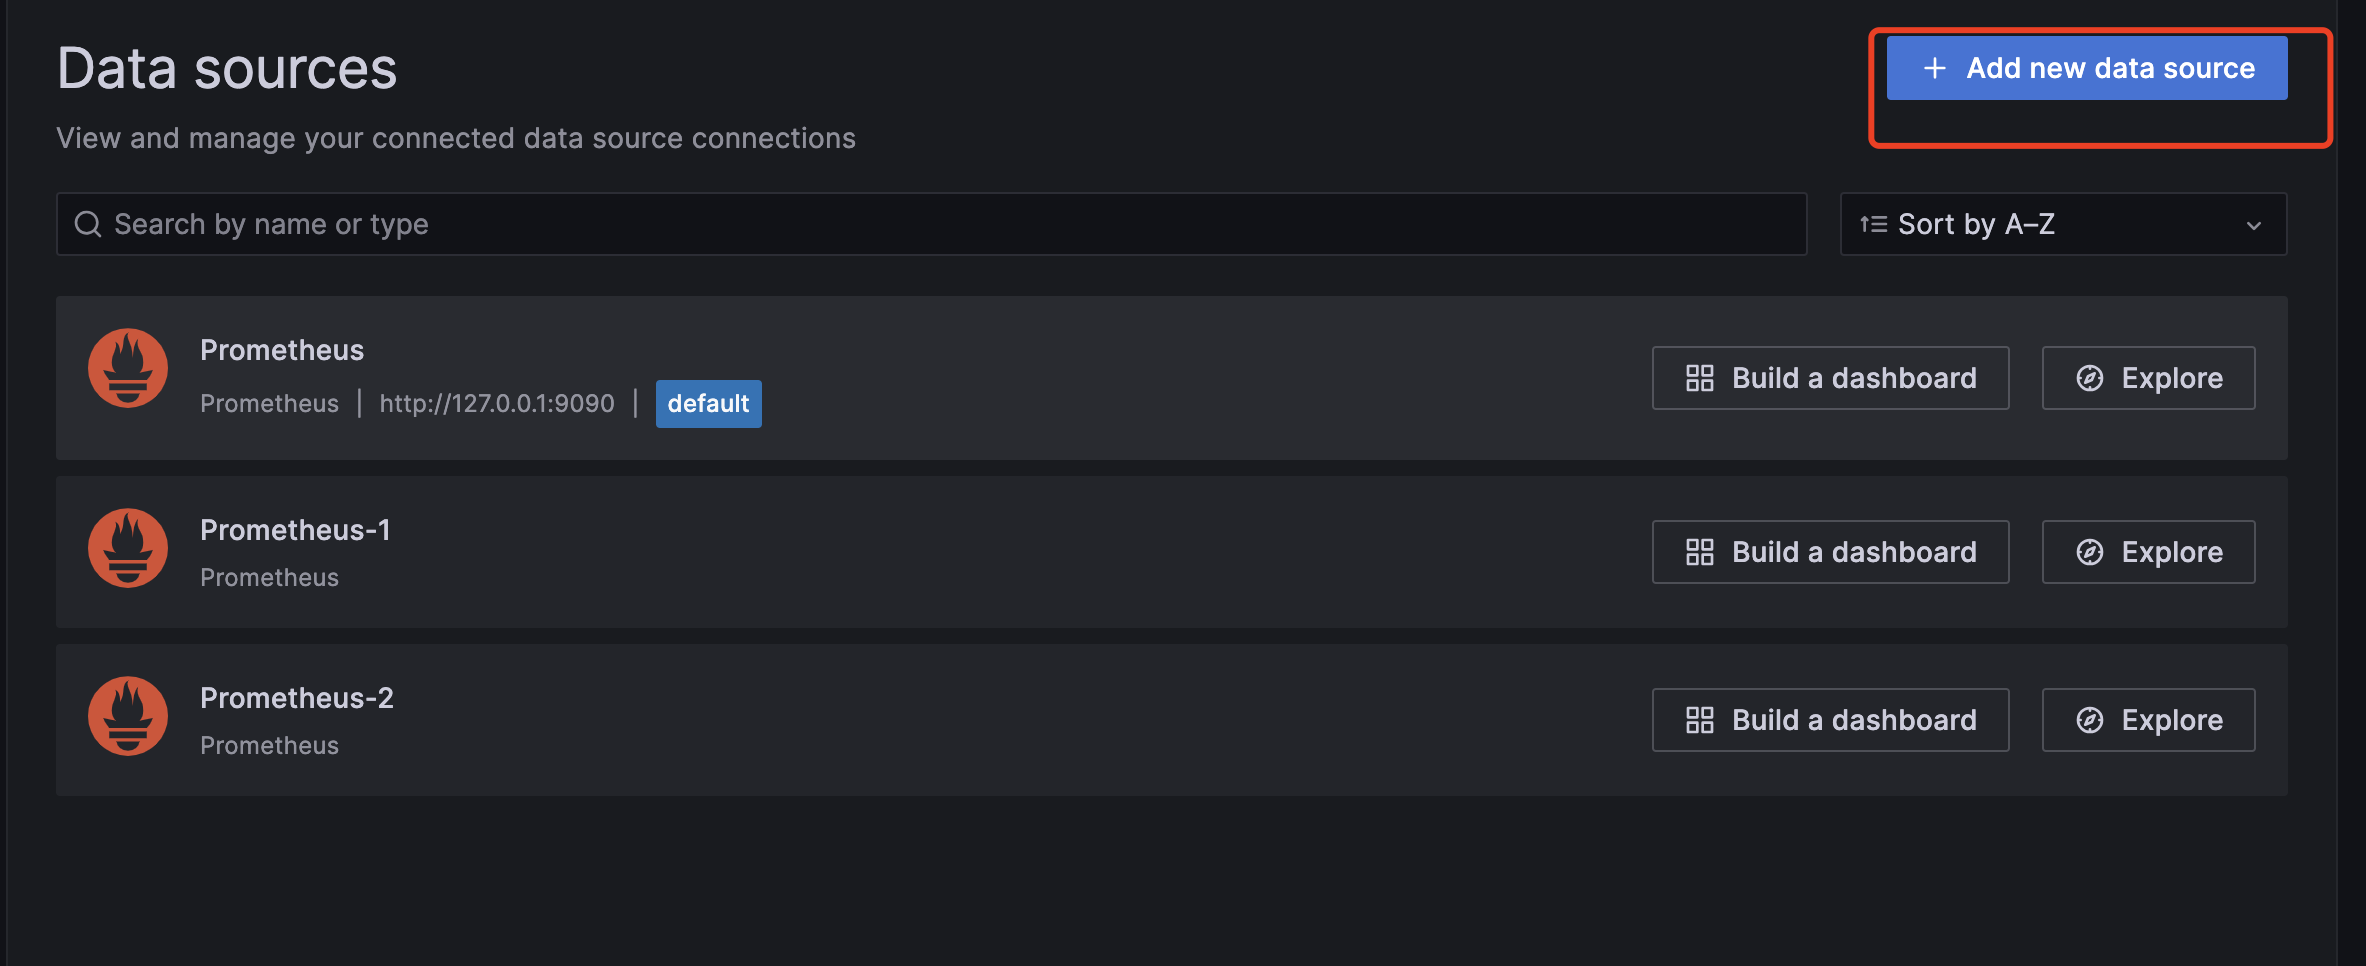 Data sources
+ Add new data source
View and manage your connected data source connections
Search by name or type
Sort by A–Z
Prometheus
Prometheus | http://127.0.0.1:9090 | default
Build a dashboard
Explore
Prometheus-1
Prometheus
Build a dashboard
Explore
Prometheus-2
Prometheus
Build a dashboard
Explore